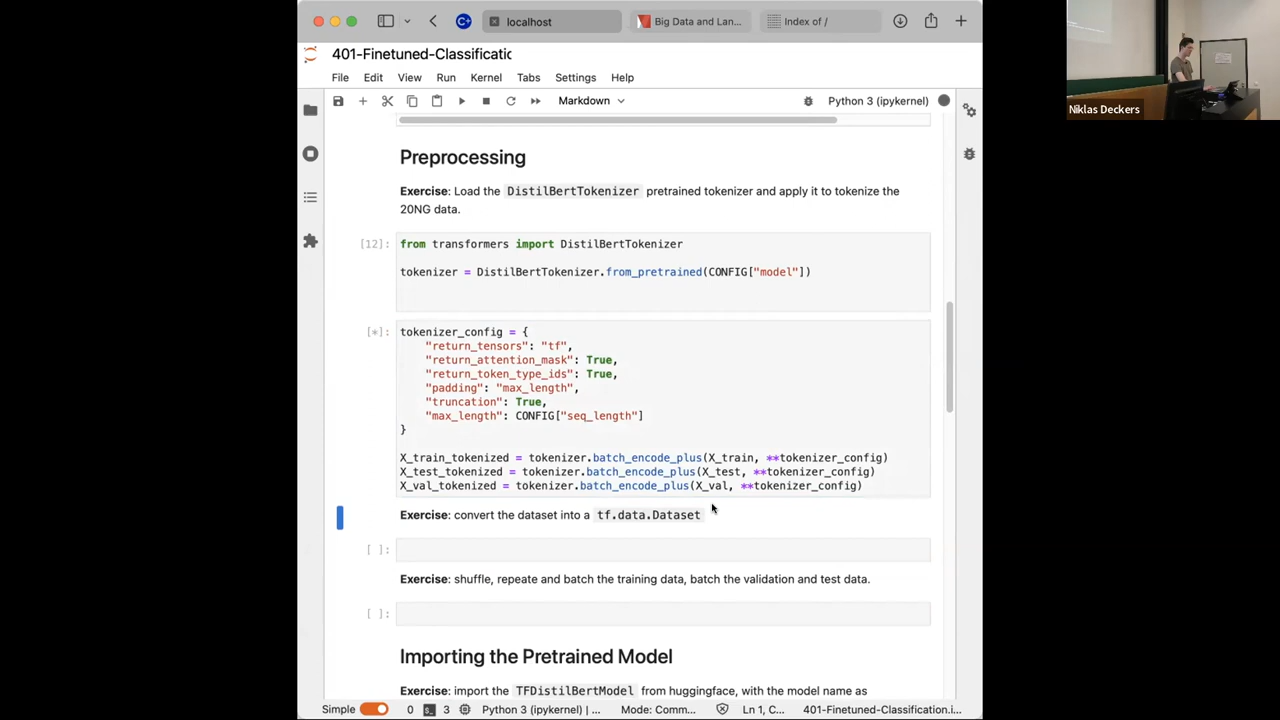 localhost
Big Data and Lan...
Index of /
401-Finetuned-Classificatic
File Edit View Run Kernel Tabs Settings Help
Markdown
Python 3 (ipykernel)
Preprocessing
Exercise: Load the DistilBertTokenizer pretrained tokenizer and apply it to tokenize the
20NG data.
[12]: from transformers import DistilBertTokenizer
tokenizer = DistilBertTokenizer.from_pretrained(CONFIG["model"])
[*]: tokenizer_config = {
"return_tensors": "tf",
"return_attention_mask": True,
"return_token_type_ids": True,
"padding": "max_length",
"truncation": True,
"max_length": CONFIG["seq_length"]
}
X_train_tokenized = tokenizer.batch_encode_plus(X_train, **tokenizer_config)
X_test_tokenized = tokenizer.batch_encode_plus(X_test, **tokenizer_config)
X_val_tokenized = tokenizer.batch_encode_plus(X_val, **tokenizer_config)
Exercise: convert the dataset into a tf.data.Dataset
[ ]:
Exercise: shuffle, repeat and batch the training data, batch the validation and test data.
[ ]:
Importing the Pretrained Model
Exercise: import the TFDistilBertModel from huggingface, with the model name as
Simple 0 3 Python 3 (ipykernel) | ... Mode: Comm... Ln 1, C... 401-Finetuned-Classification.i...
Niklas Deckers